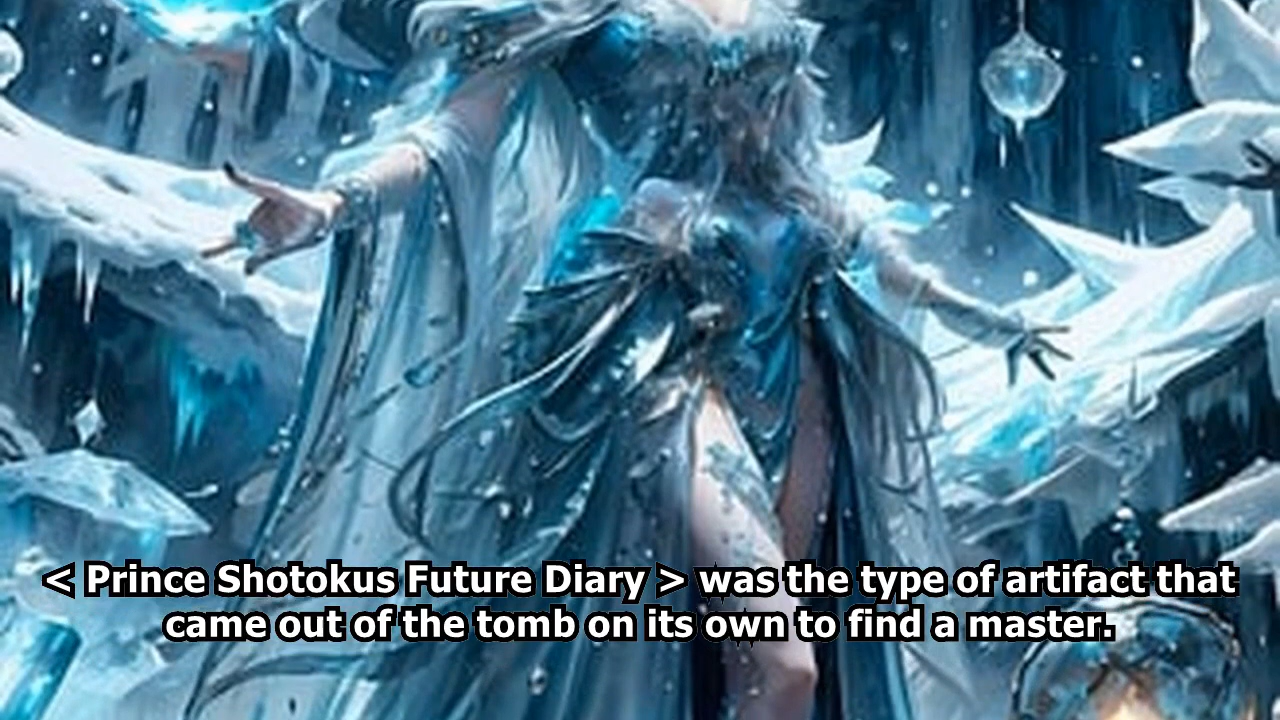 < Prince Shotokus Future Diary > was the type of artifact that
came out of the tomb on its own to find a master.